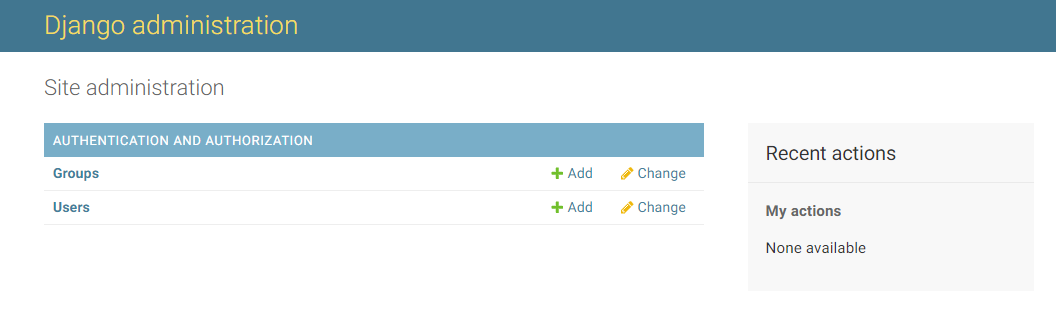 Django administration
Site administration
AUTHENTICATION AND AUTHORIZATION
Groups Add Change
Users Add Change
Recent actions
My actions
None available